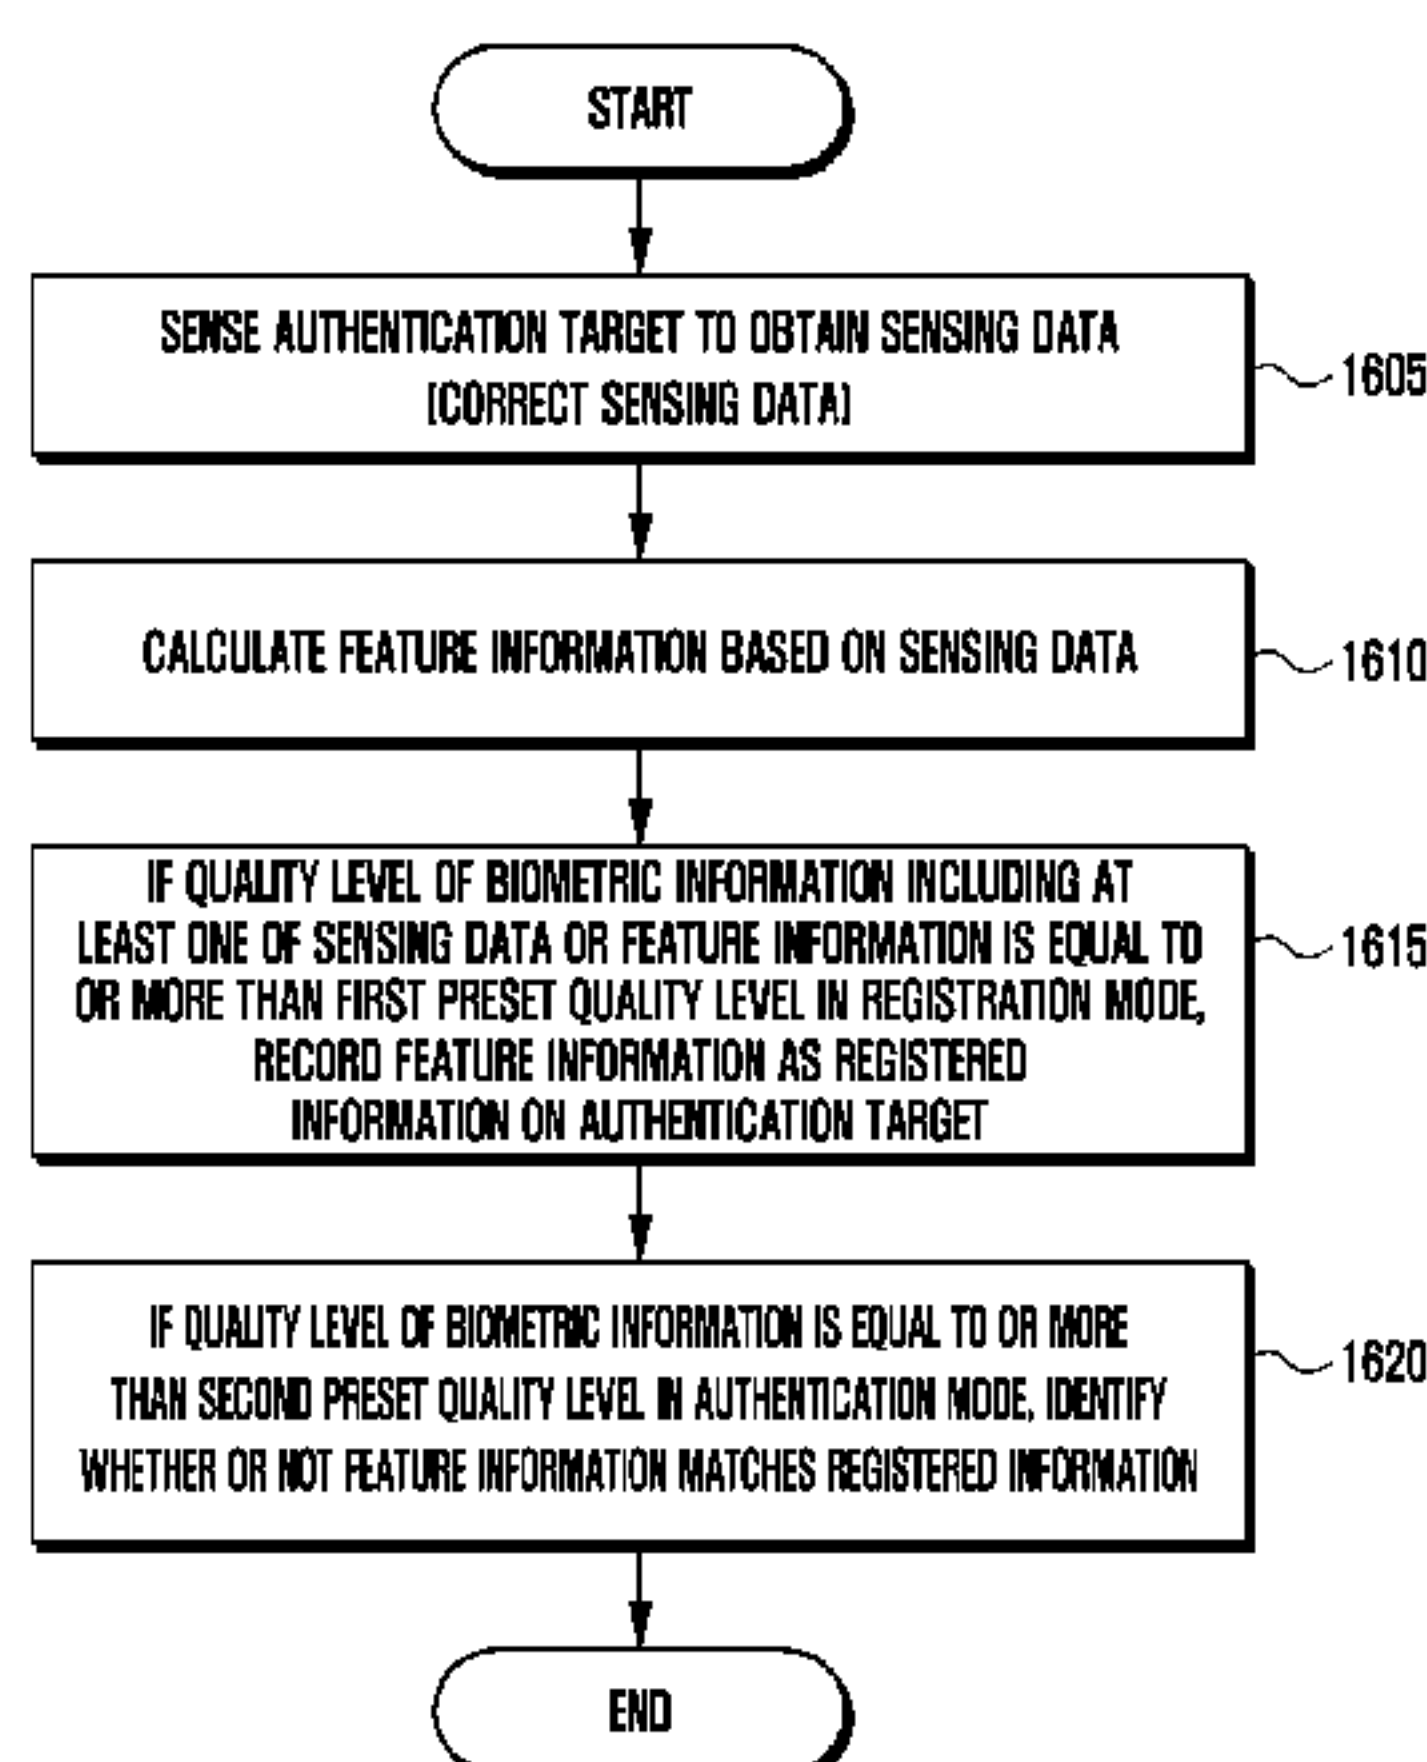 START
SENSE AUTHENTICATION TARGET TO OBTAIN SENSING DATA
(CORRECT SENSING DATA)
1605
CALCULATE FEATURE INFORMATION BASED ON SENSING DATA
1610
IF QUALITY LEVEL OF BIOMETRIC INFORMATION INCLUDING AT
LEAST ONE OF SENSING DATA OR FEATURE INFORMATION IS EQUAL TO
OR MORE THAN FIRST PRESET QUALITY LEVEL IN REGISTRATION MODE,
RECORD FEATURE INFORMATION AS REGISTERED
INFORMATION ON AUTHENTICATION TARGET
1615
IF QUALITY LEVEL OF BIOMETRIC INFORMATION IS EQUAL TO OR MORE
THAN SECOND PRESET QUALITY LEVEL IN AUTHENTICATION MODE, IDENTIFY
WHETHER OR NOT FEATURE INFORMATION MATCHES REGISTERED INFORMATION
1620
END